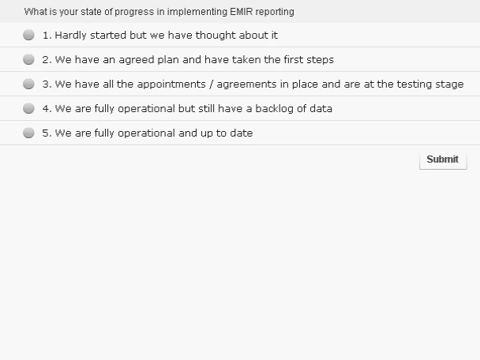 What is your state of progress in implementing EMIR reporting
1. Hardly started but we have thought about it
2. We have an agreed plan and have taken the first steps
3. We have all the appointments / agreements in place and are at the testing stage
4. We are fully operational but still have a backlog of data
5. We are fully operational and up to date
Submit